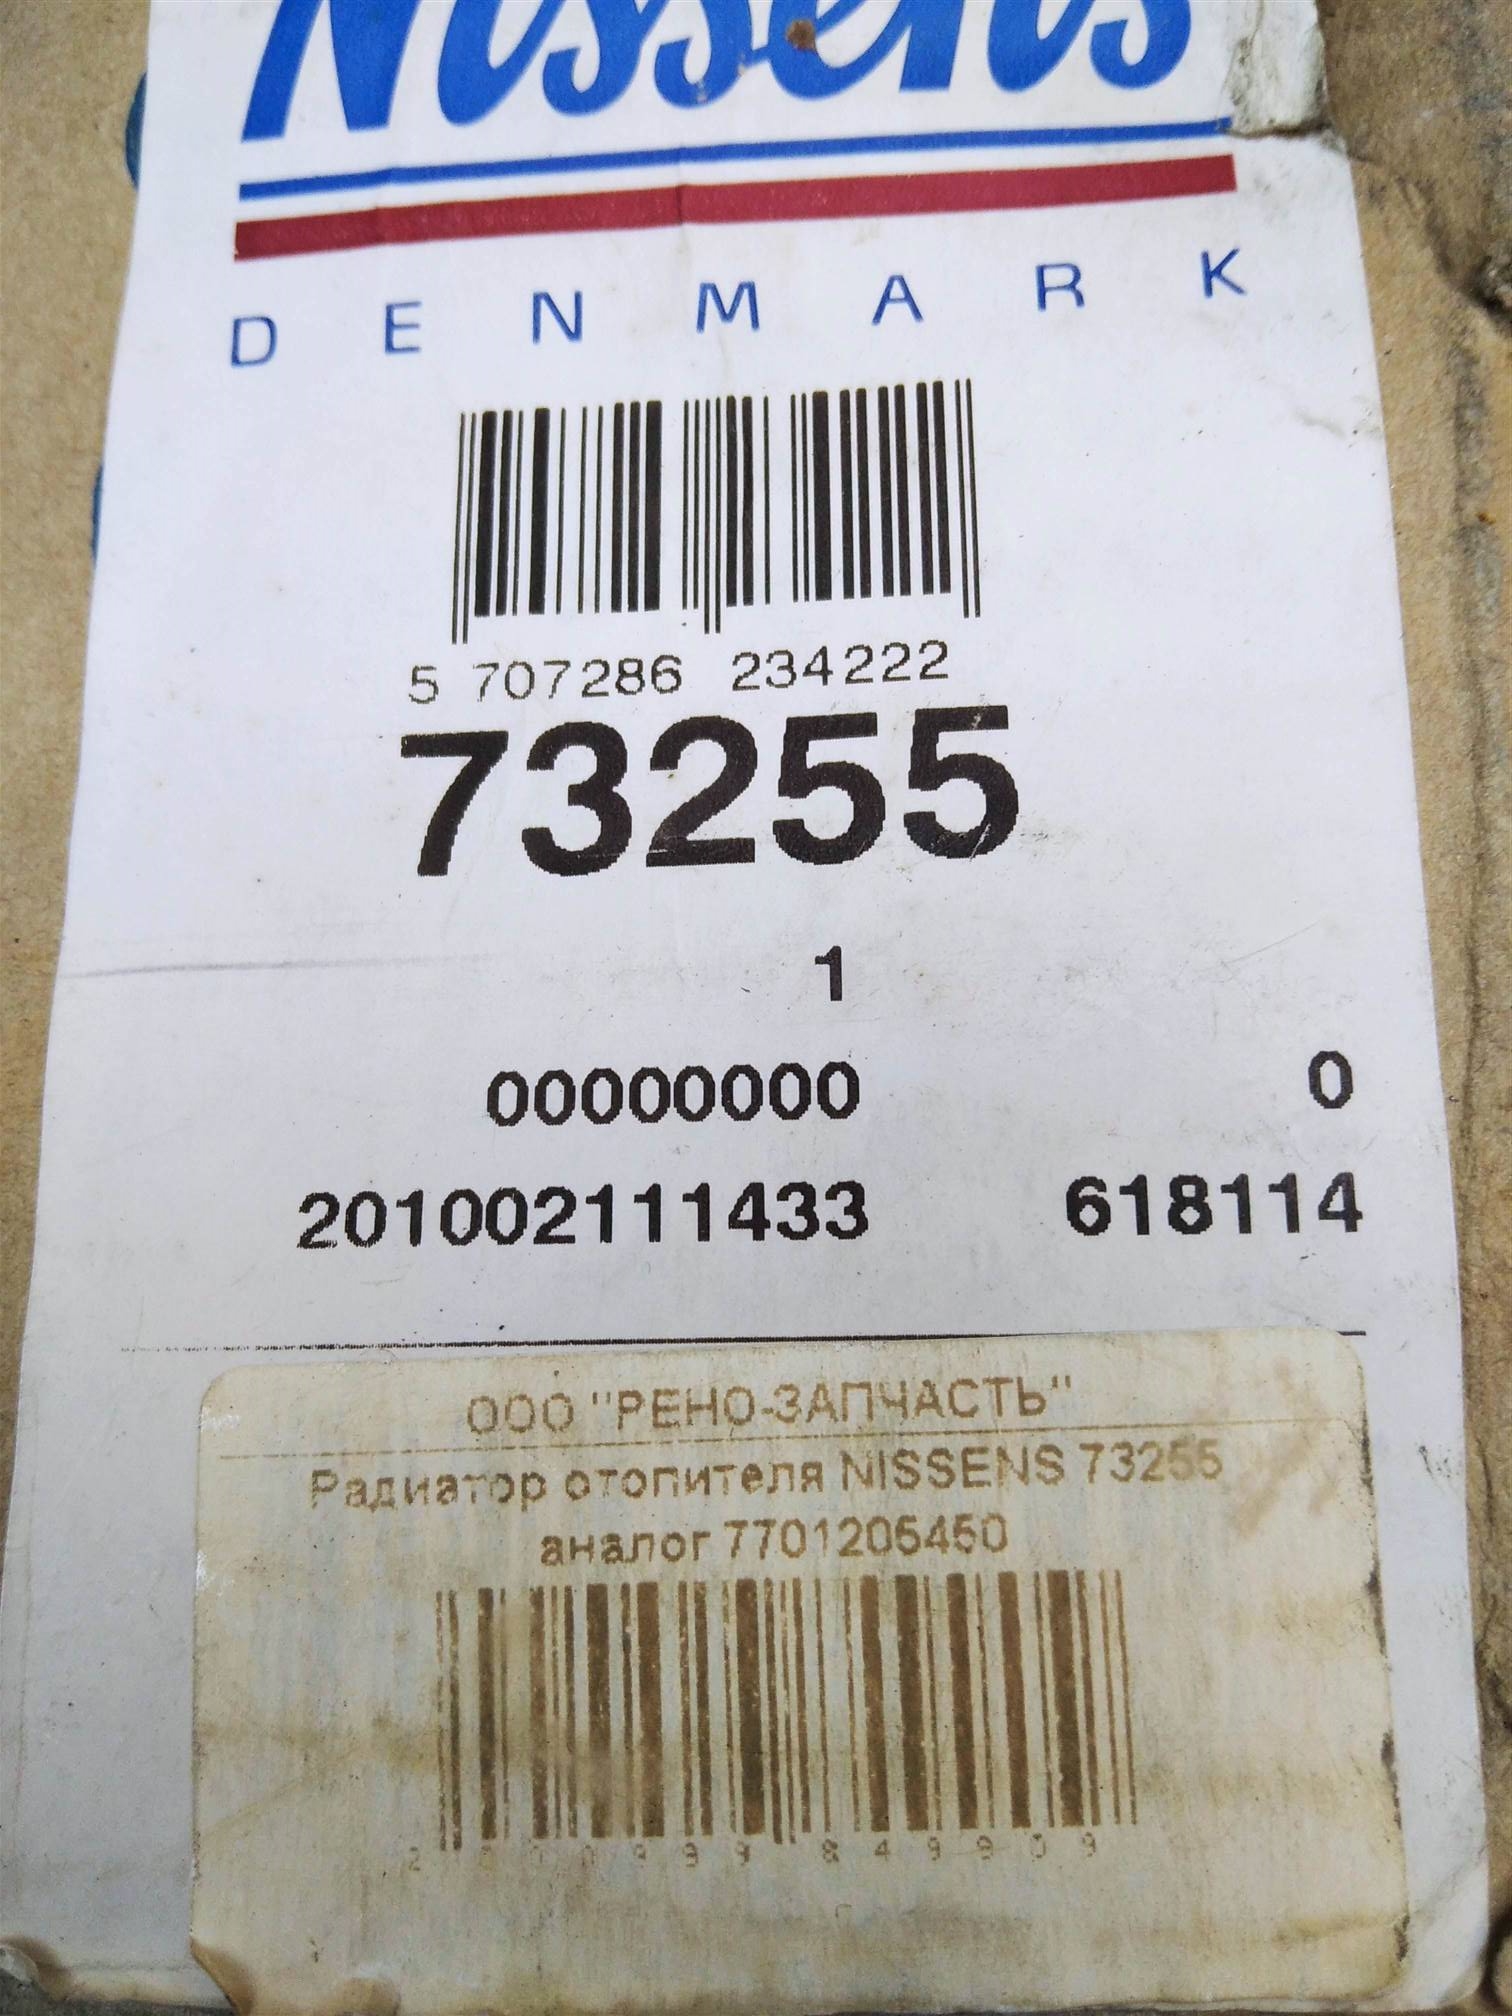 Nissens
DENMARK
5 707286 234222
73255
1
00000000 0
201002111433 618114
ООО "РЕНО-ЗАПЧАСТЬ"
Радиатор отопителя NISSENS 73255
аналог 7701205450